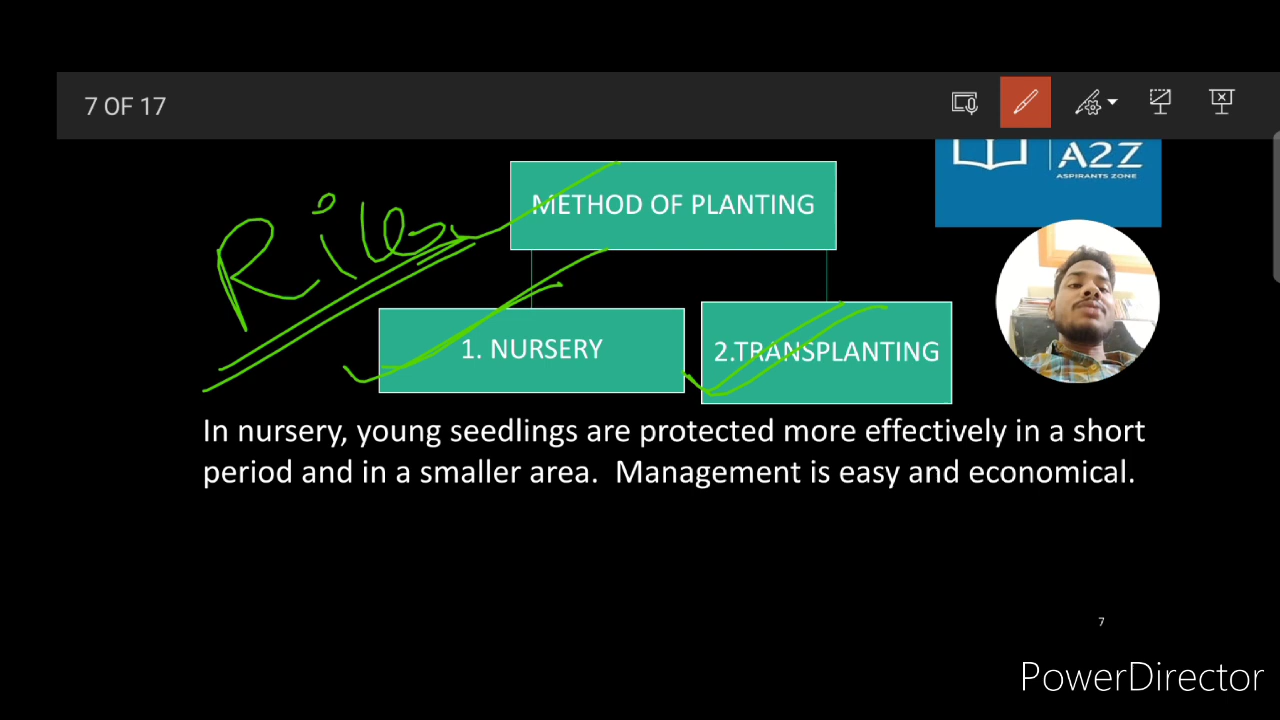 7 OF 17
A2Z
ASPIRANTS ZONE
METHOD OF PLANTING
1. NURSERY
2.TRANSPLANTING
In nursery, young seedlings are protected more effectively in a short
period and in a smaller area. Management is easy and economical.
7
PowerDirector